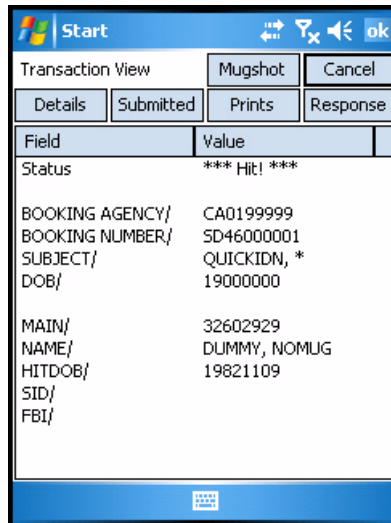 Start ok
Transaction View Mugshot Cancel
Details Submitted Prints Response
Field Value
Status *** Hit! ***
BOOKING AGENCY/ CA0199999
BOOKING NUMBER/ SD46000001
SUBJECT/ QUICKIDN, *
DOB/ 19000000
MAIN/ 32602929
NAME/ DUMMY, NOMUG
HITDOB/ 19821109
SID/
FBI/